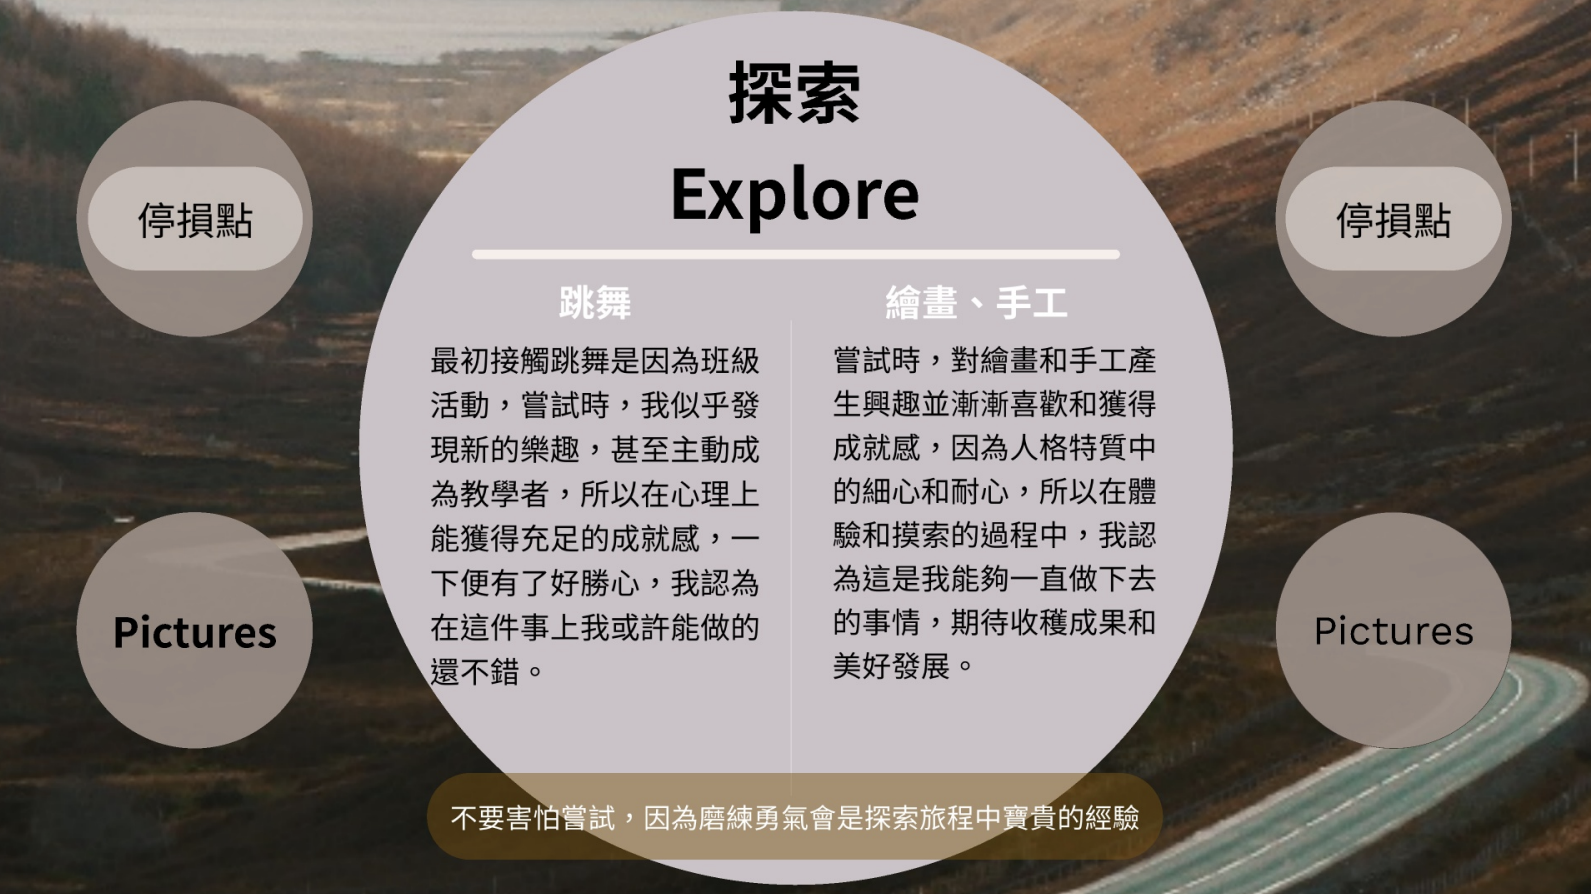 探索
Explore
停損點
停損點
跳舞
最初接觸跳舞是因為班級
活動，嘗試時，我似乎發
現新的樂趣，甚至主動成
為教學者，所以在心理上
能獲得充足的成就感，一
下便有了好勝心，我認為
在這件事上我或許能做的
還不錯。
繪畫、手工
嘗試時，對繪畫和手工產
生興趣並漸漸喜歡和獲得
成就感，因為人格特質中
的細心和耐心，所以在體
驗和摸索的過程中，我認
為這是我能夠一直做下去
的事情，期待收穫成果和
美好發展。
Pictures
Pictures
不要害怕嘗試，因為磨練勇氣會是探索旅程中寶貴的經驗